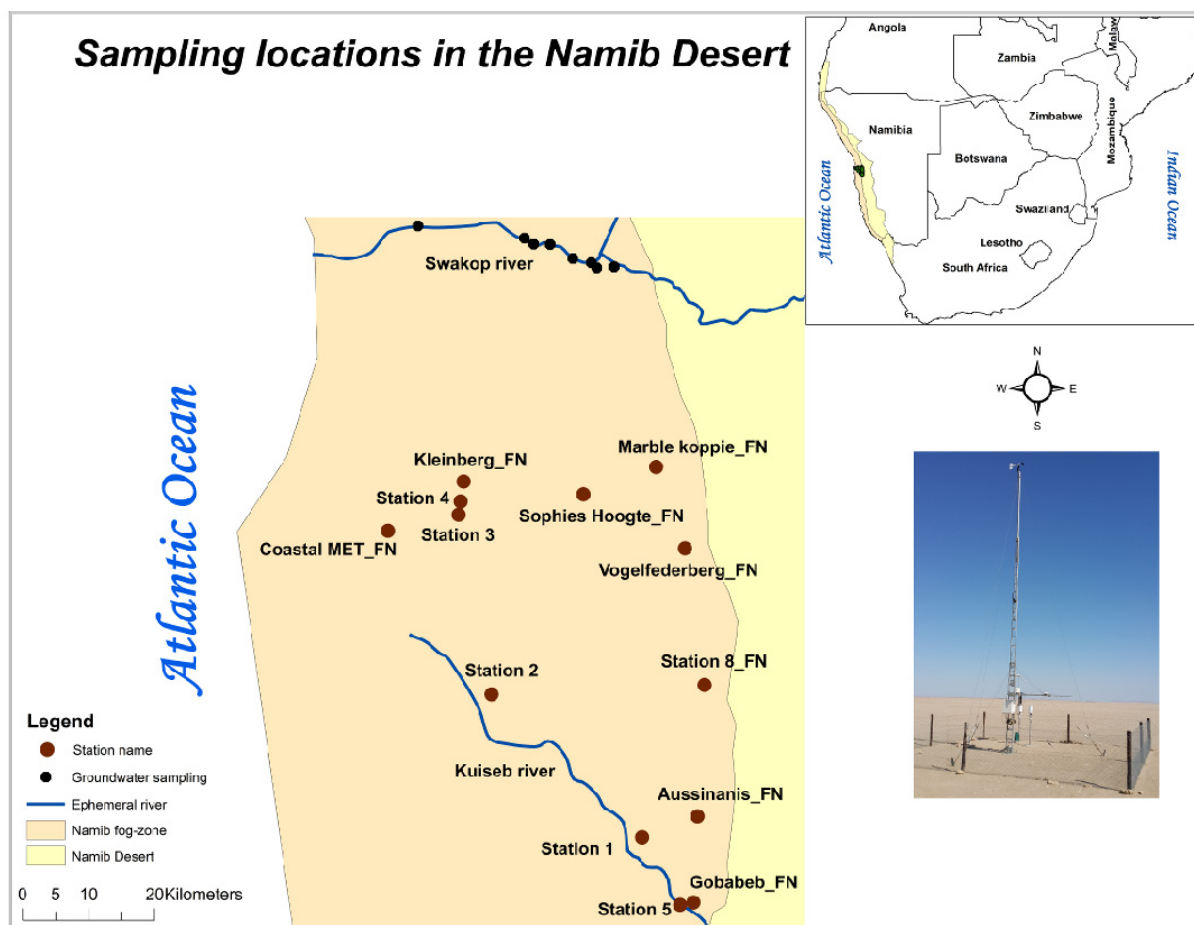 Sampling locations in the Namib Desert
Angola
Zambia
Malawi
Zimbabwe
Mozambique
Namibia
Botswana
Swaziland
Lesotho
South Africa
Atlantic Ocean
Indian Ocean
Swakop river
Atlantic Ocean
N
W
E
S
Marble koppie_FN
Kleinberg_FN
Station 4
Sophies Hoogte_FN
Station 3
Coastal MET_FN
Vogelfederberg_FN
Station 8_FN
Station 2
Kuiseb river
Aussinanis_FN
Station 1
Gobabeb_FN
Station 5
Legend
Station name
Groundwater sampling
Ephemeral river
Namib fog-zone
Namib Desert
0 5 10 20Kilometers